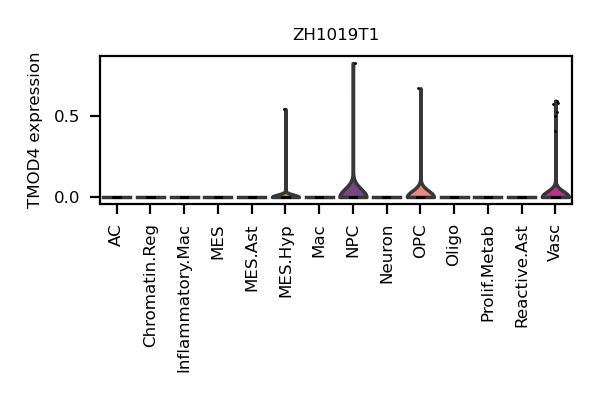 ZH1019T1
TMOD4 expression
0.5
0.0
AC
Chromatin.Reg
Inflammatory.Mac
MES
MES.Ast
MES.Hyp
Mac
NPC
Neuron
OPC
Oligo
Prolif.Metab
Reactive.Ast
Vasc